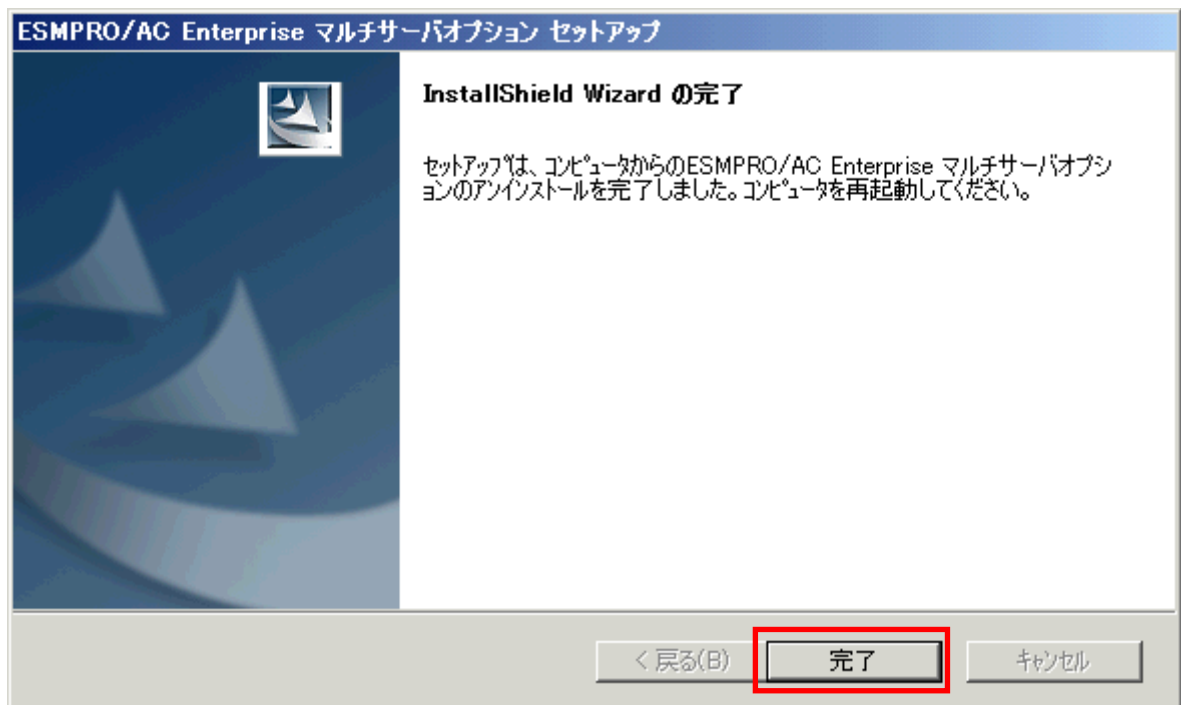 ESMPRO/AC Enterprise マルチサーバオプション セットアップ
InstallShield Wizard の完了
セットアップは、コンピュータからのESMPRO/AC Enterprise マルチサーバオプシ
ョンのアンインストールを完了しました。コンピュータを再起動してください。
< 戻る(B)
完了
キャンセル